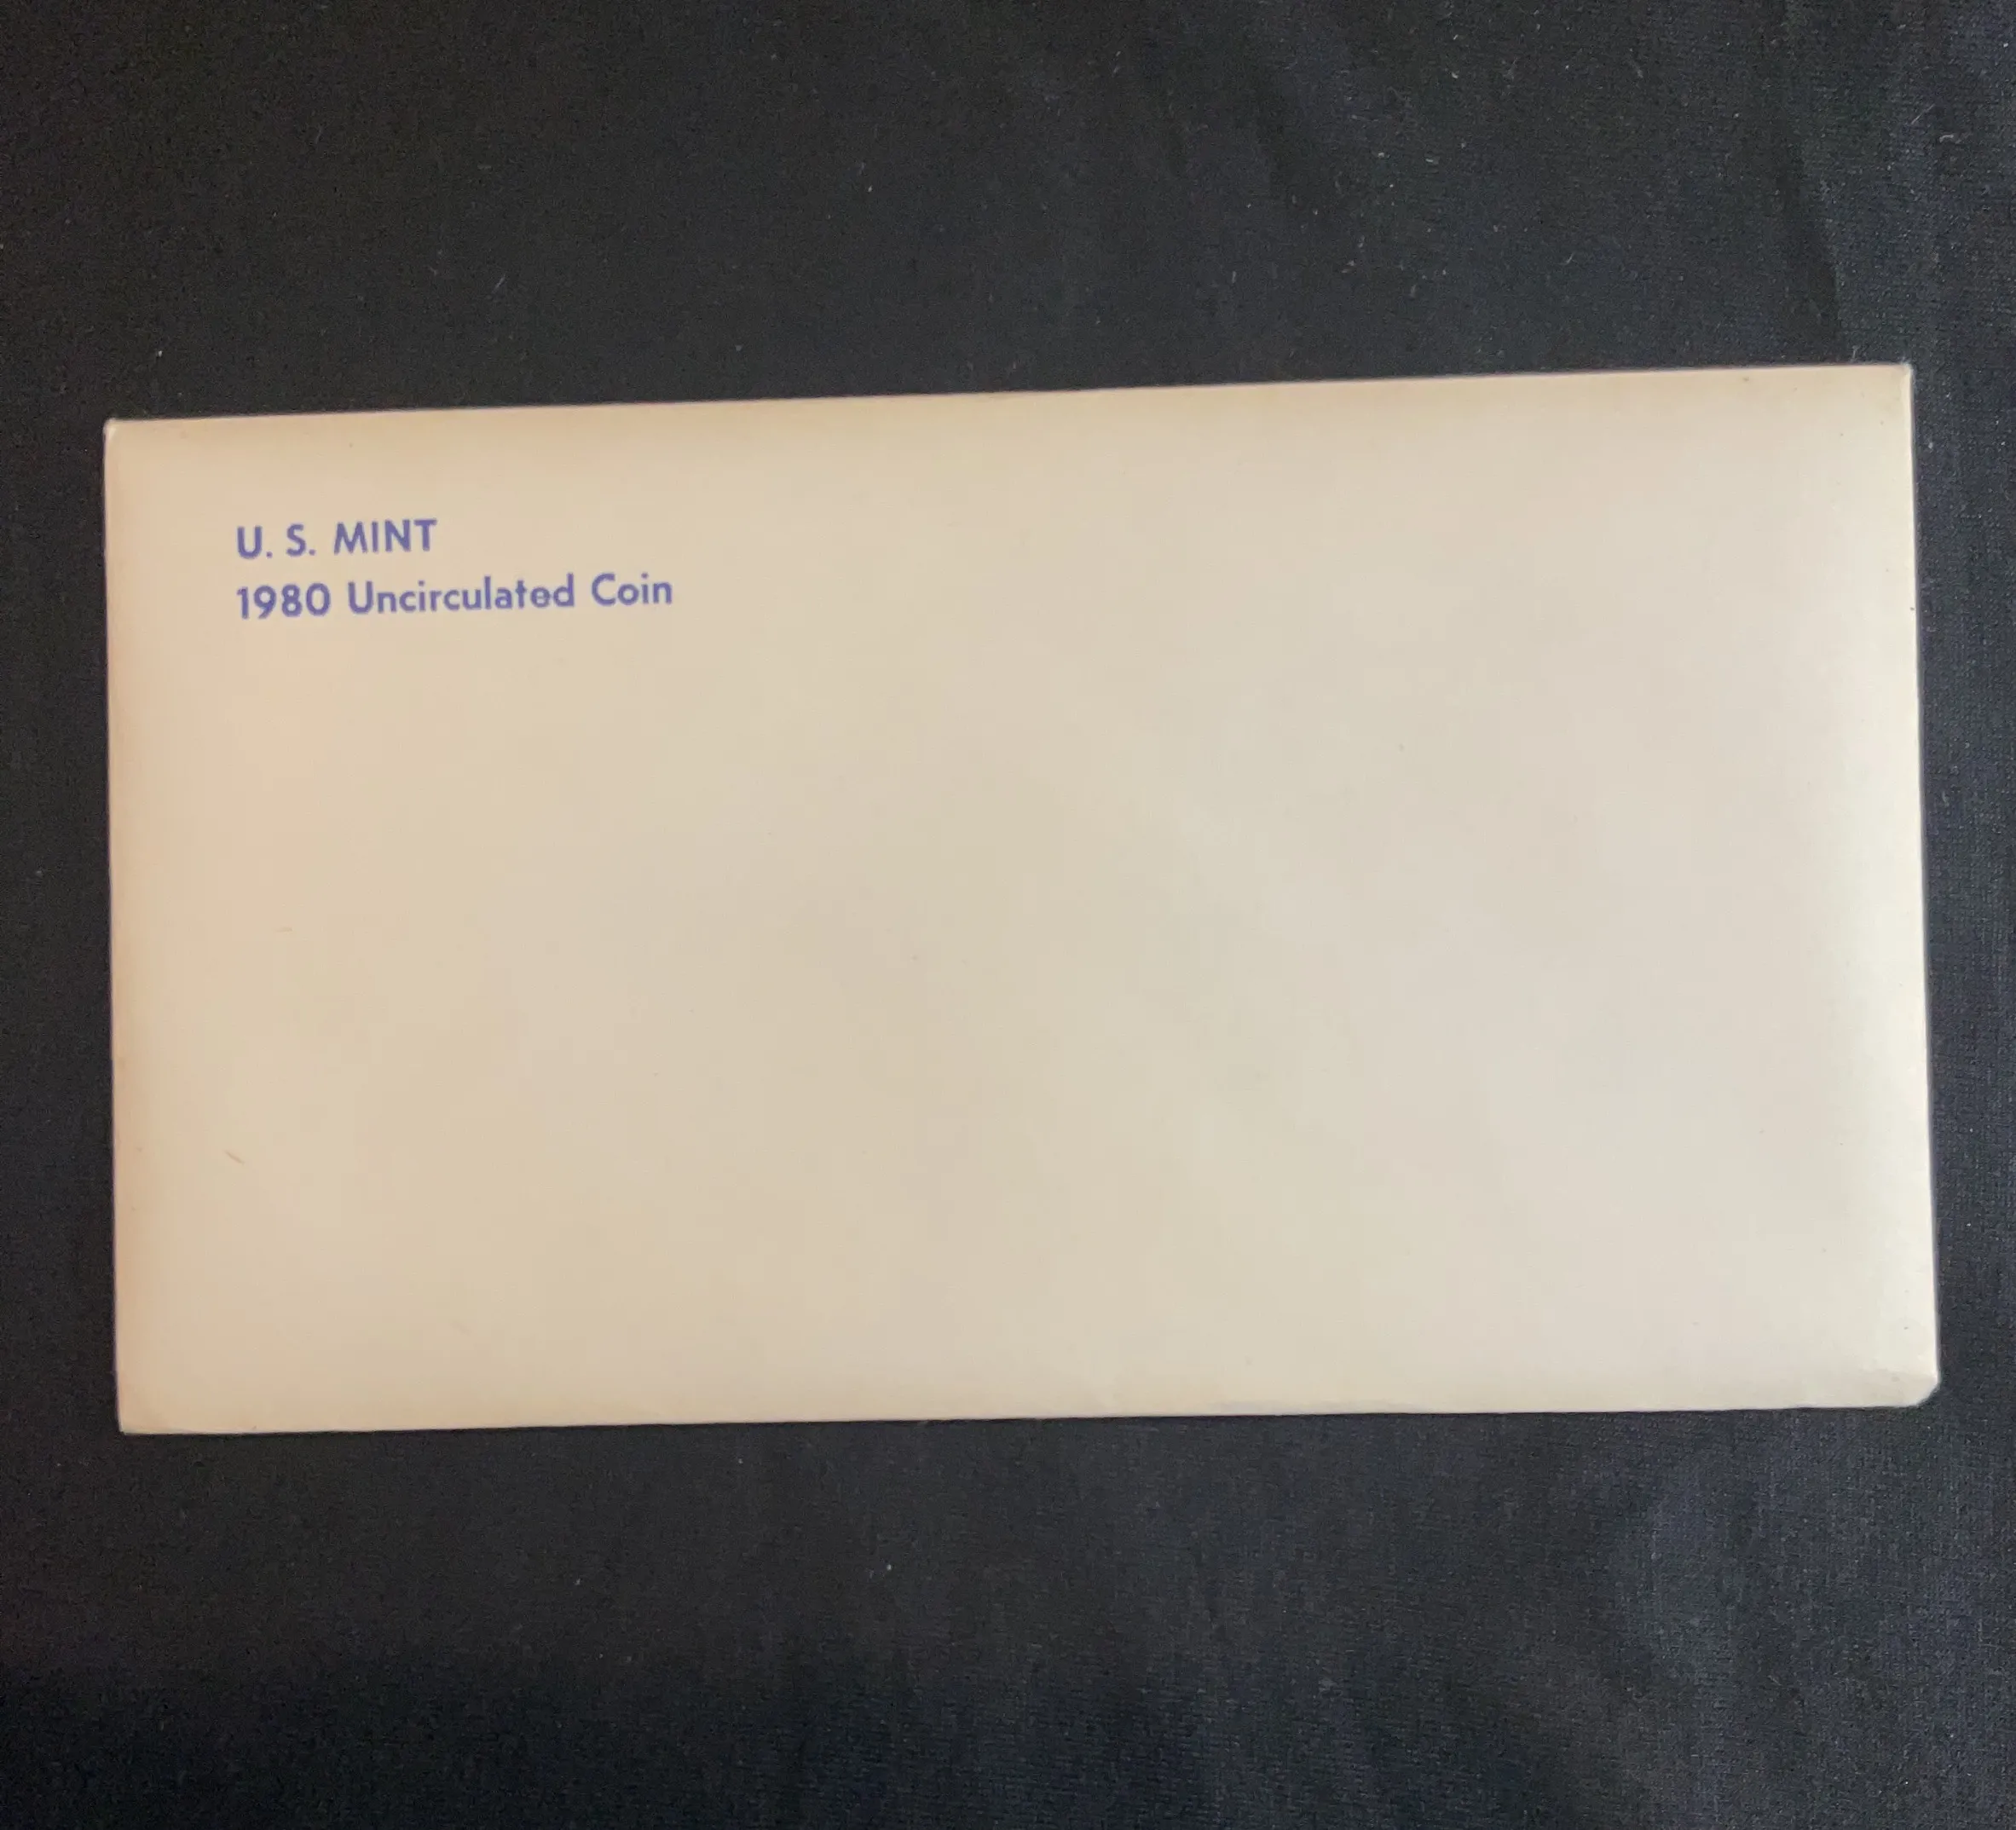 U. S. MINT
1980 Uncirculated Coin